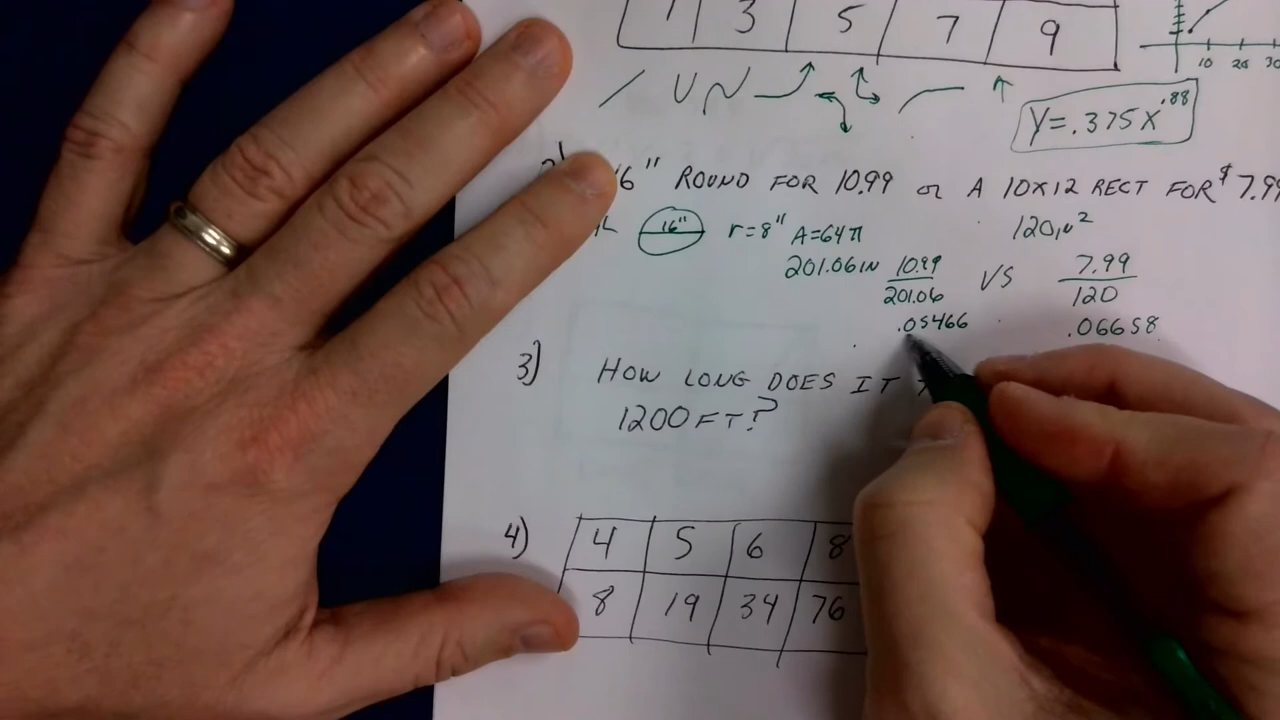 1 3 5 7 9
10 20 30
Y=.375X^.88
16" ROUND FOR 10.99 or A 10X12 RECT FOR $7.99
16" r=8" A=64π 120in²
201.06IN 10.99 VS 7.99
201.06 120
.05466 .06658
3) HOW LONG DOES IT
1200FT?
4) 4 5 6 8
8 19 34 76